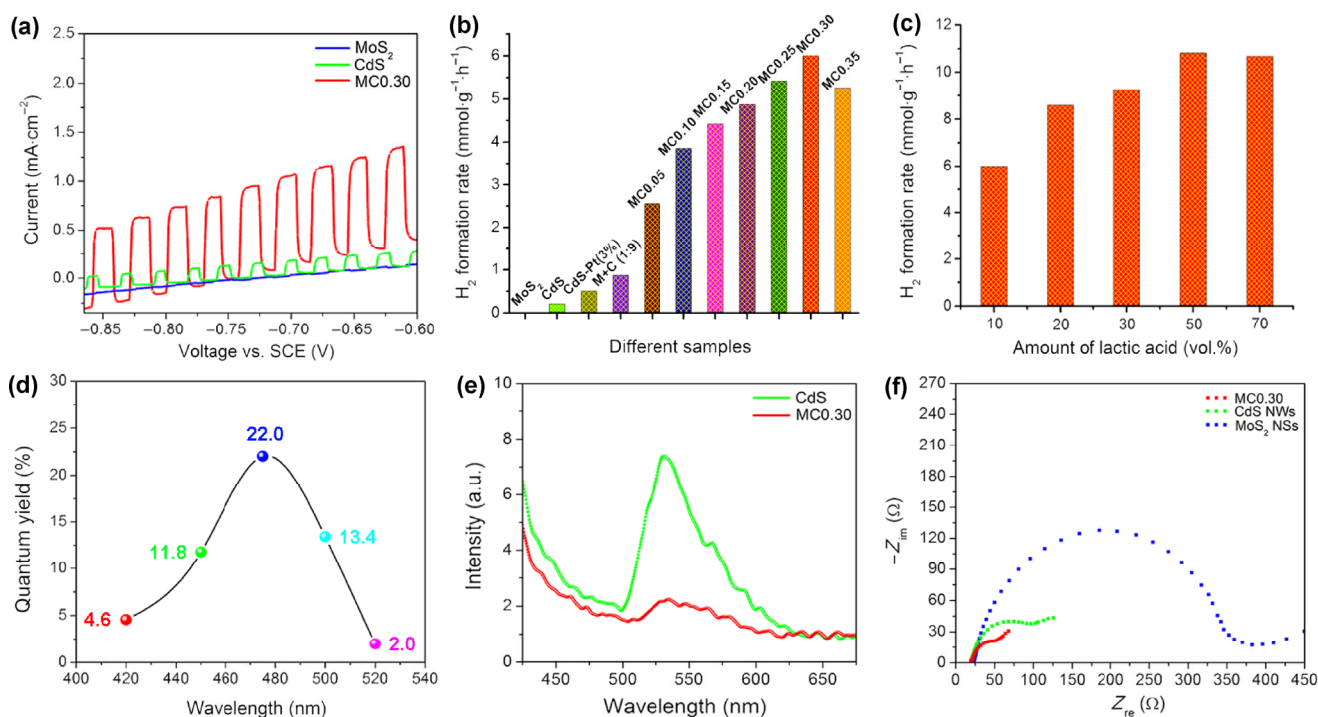 (a)
MoS₂
CdS
MC0.30
Current (mA·cm⁻²)
2.5
2.0
1.5
1.0
0.5
0.0
−0.85 −0.80 −0.75 −0.70 −0.65 −0.60
Voltage vs. SCE (V)
(b)
H₂ formation rate (mmol·g⁻¹·h⁻¹)
6
5
4
3
2
1
0
MoS₂
CdS
CdS-Pt(3%)
M+C (1:9)
MC0.05
MC0.10
MC0.15
MC0.20
MC0.25
MC0.30
MC0.35
Different samples
(c)
H₂ formation rate (mmol·g⁻¹·h⁻¹)
12
10
8
6
4
2
0
10 20 30 50 70
Amount of lactic acid (vol.%)
(d)
Quantum yield (%)
30
25
20
15
10
5
0
4.6
11.8
22.0
13.4
2.0
400 420 440 460 480 500 520 540
Wavelength (nm)
(e)
CdS
MC0.30
Intensity (a.u.)
10
8
6
4
2
0
450 500 550 600 650
Wavelength (nm)
(f)
MC0.30
CdS NWs
MoS₂ NSs
−Zim (Ω)
270
240
210
180
150
120
90
60
30
0
0 50 100 150 200 250 300 350 400 450
Zre (Ω)